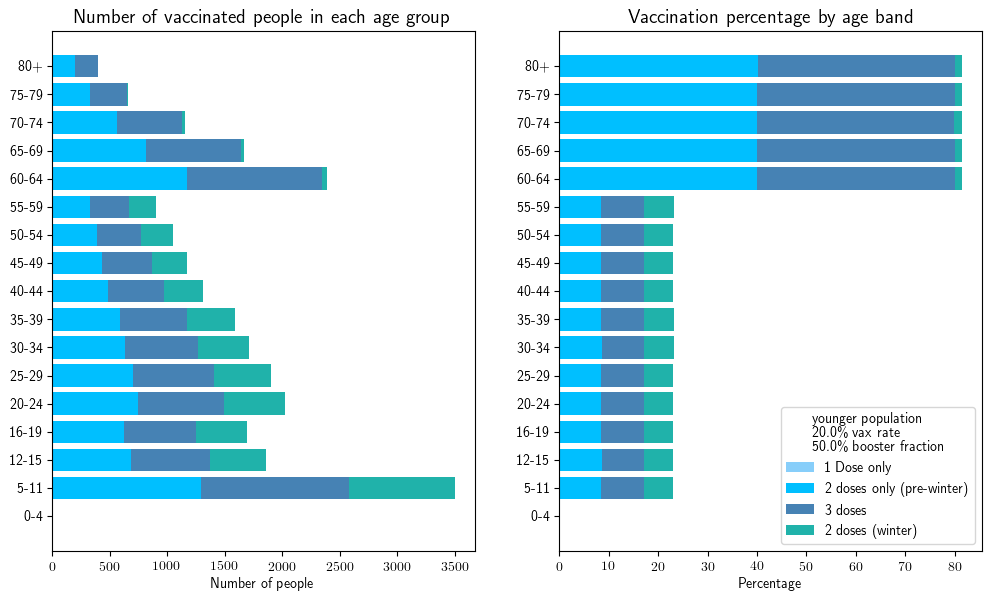 Number of vaccinated people in each age group
80+
75-79
70-74
65-69
60-64
55-59
50-54
45-49
40-44
35-39
30-34
25-29
20-24
16-19
12-15
5-11
0-4
0 500 1000 1500 2000 2500 3000 3500
Number of people
Vaccination percentage by age band
80+
75-79
70-74
65-69
60-64
55-59
50-54
45-49
40-44
35-39
30-34
25-29
20-24
16-19
12-15
5-11
0-4
younger population
20.0% vax rate
50.0% booster fraction
1 Dose only
2 doses only (pre-winter)
3 doses
2 doses (winter)
0 10 20 30 40 50 60 70 80
Percentage